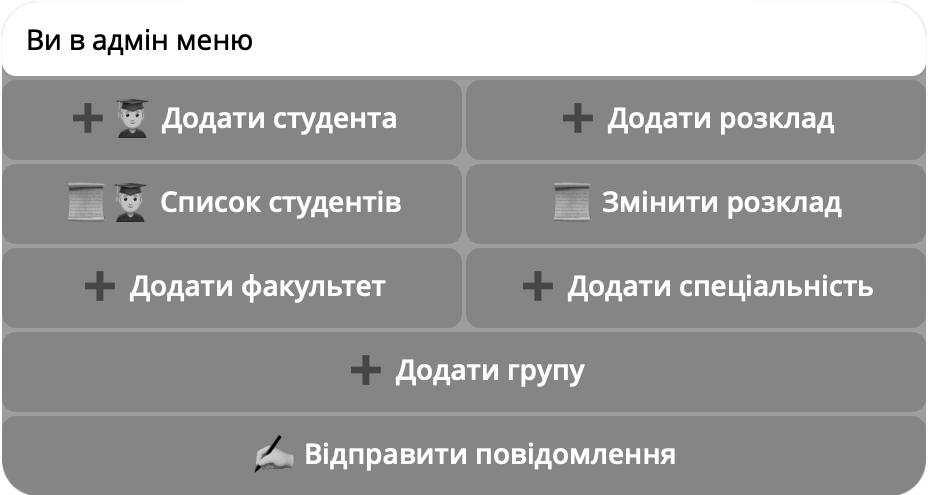 Ви в адмін меню
➕ 👨‍🎓 Додати студента
➕ Додати розклад
📜👨‍🎓 Список студентів
📜 Змінити розклад
➕ Додати факультет
➕ Додати спеціальність
➕ Додати групу
✍️ Відправити повідомлення